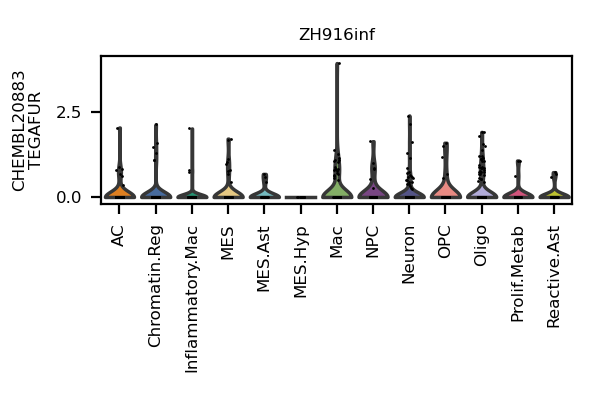 ZH916inf
CHEMBL20883
TEGAFUR
2.5
0.0
AC
Chromatin.Reg
Inflammatory.Mac
MES
MES.Ast
MES.Hyp
Mac
NPC
Neuron
OPC
Oligo
Prolif.Metab
Reactive.Ast